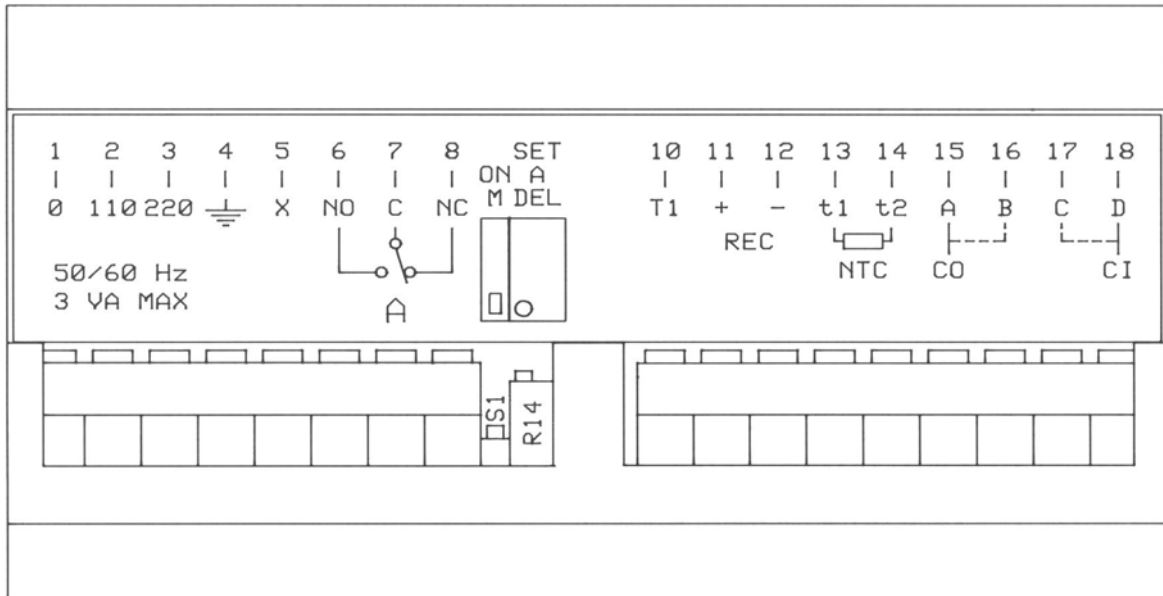 1 2 3 4 5 6 7 8 SET 10 11 12 13 14 15 16 17 18
ON A
0 110 220 X NO C NC M DEL T1 + - t1 t2 A B C D
REC NTC CO CI
50/60 Hz
3 VA MAX
A
S1
R14